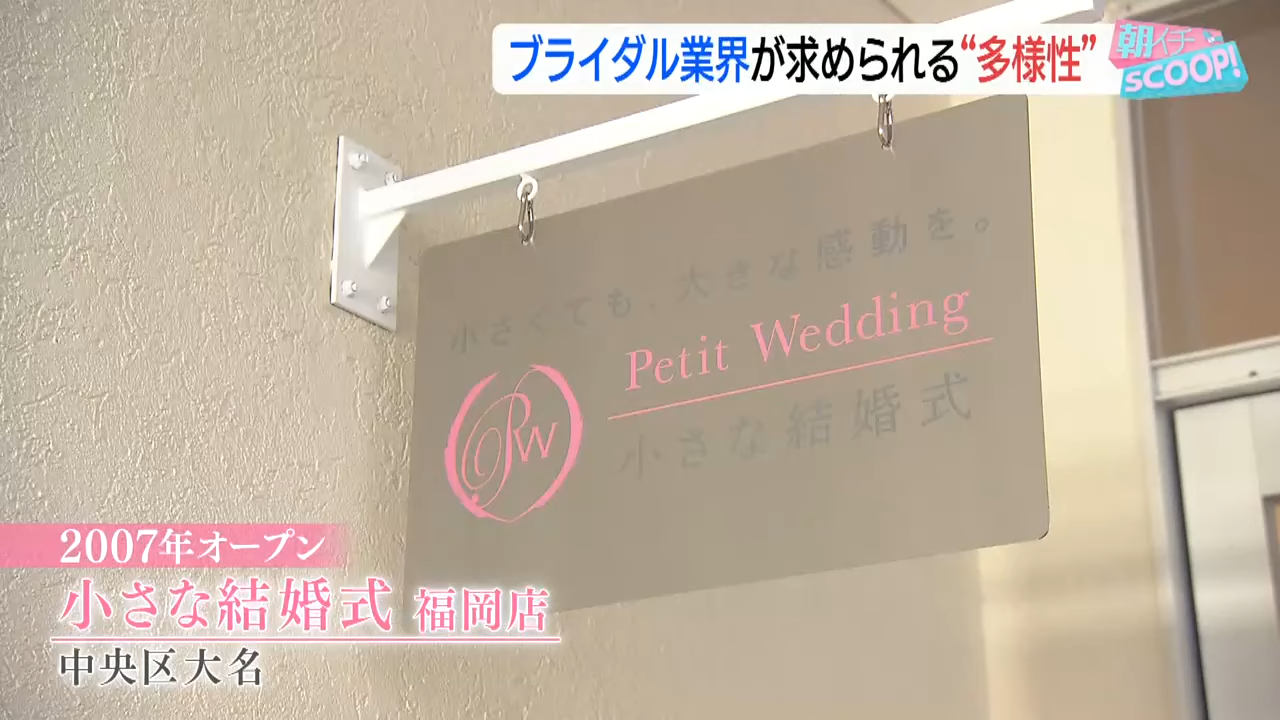 ブライダル業界が求められる“多様性”
朝イチ
SCOOP!
小さくても、大きな感動を。
Petit Wedding
PW
小さな結婚式
2007年オープン
小さな結婚式 福岡店
中央区大名